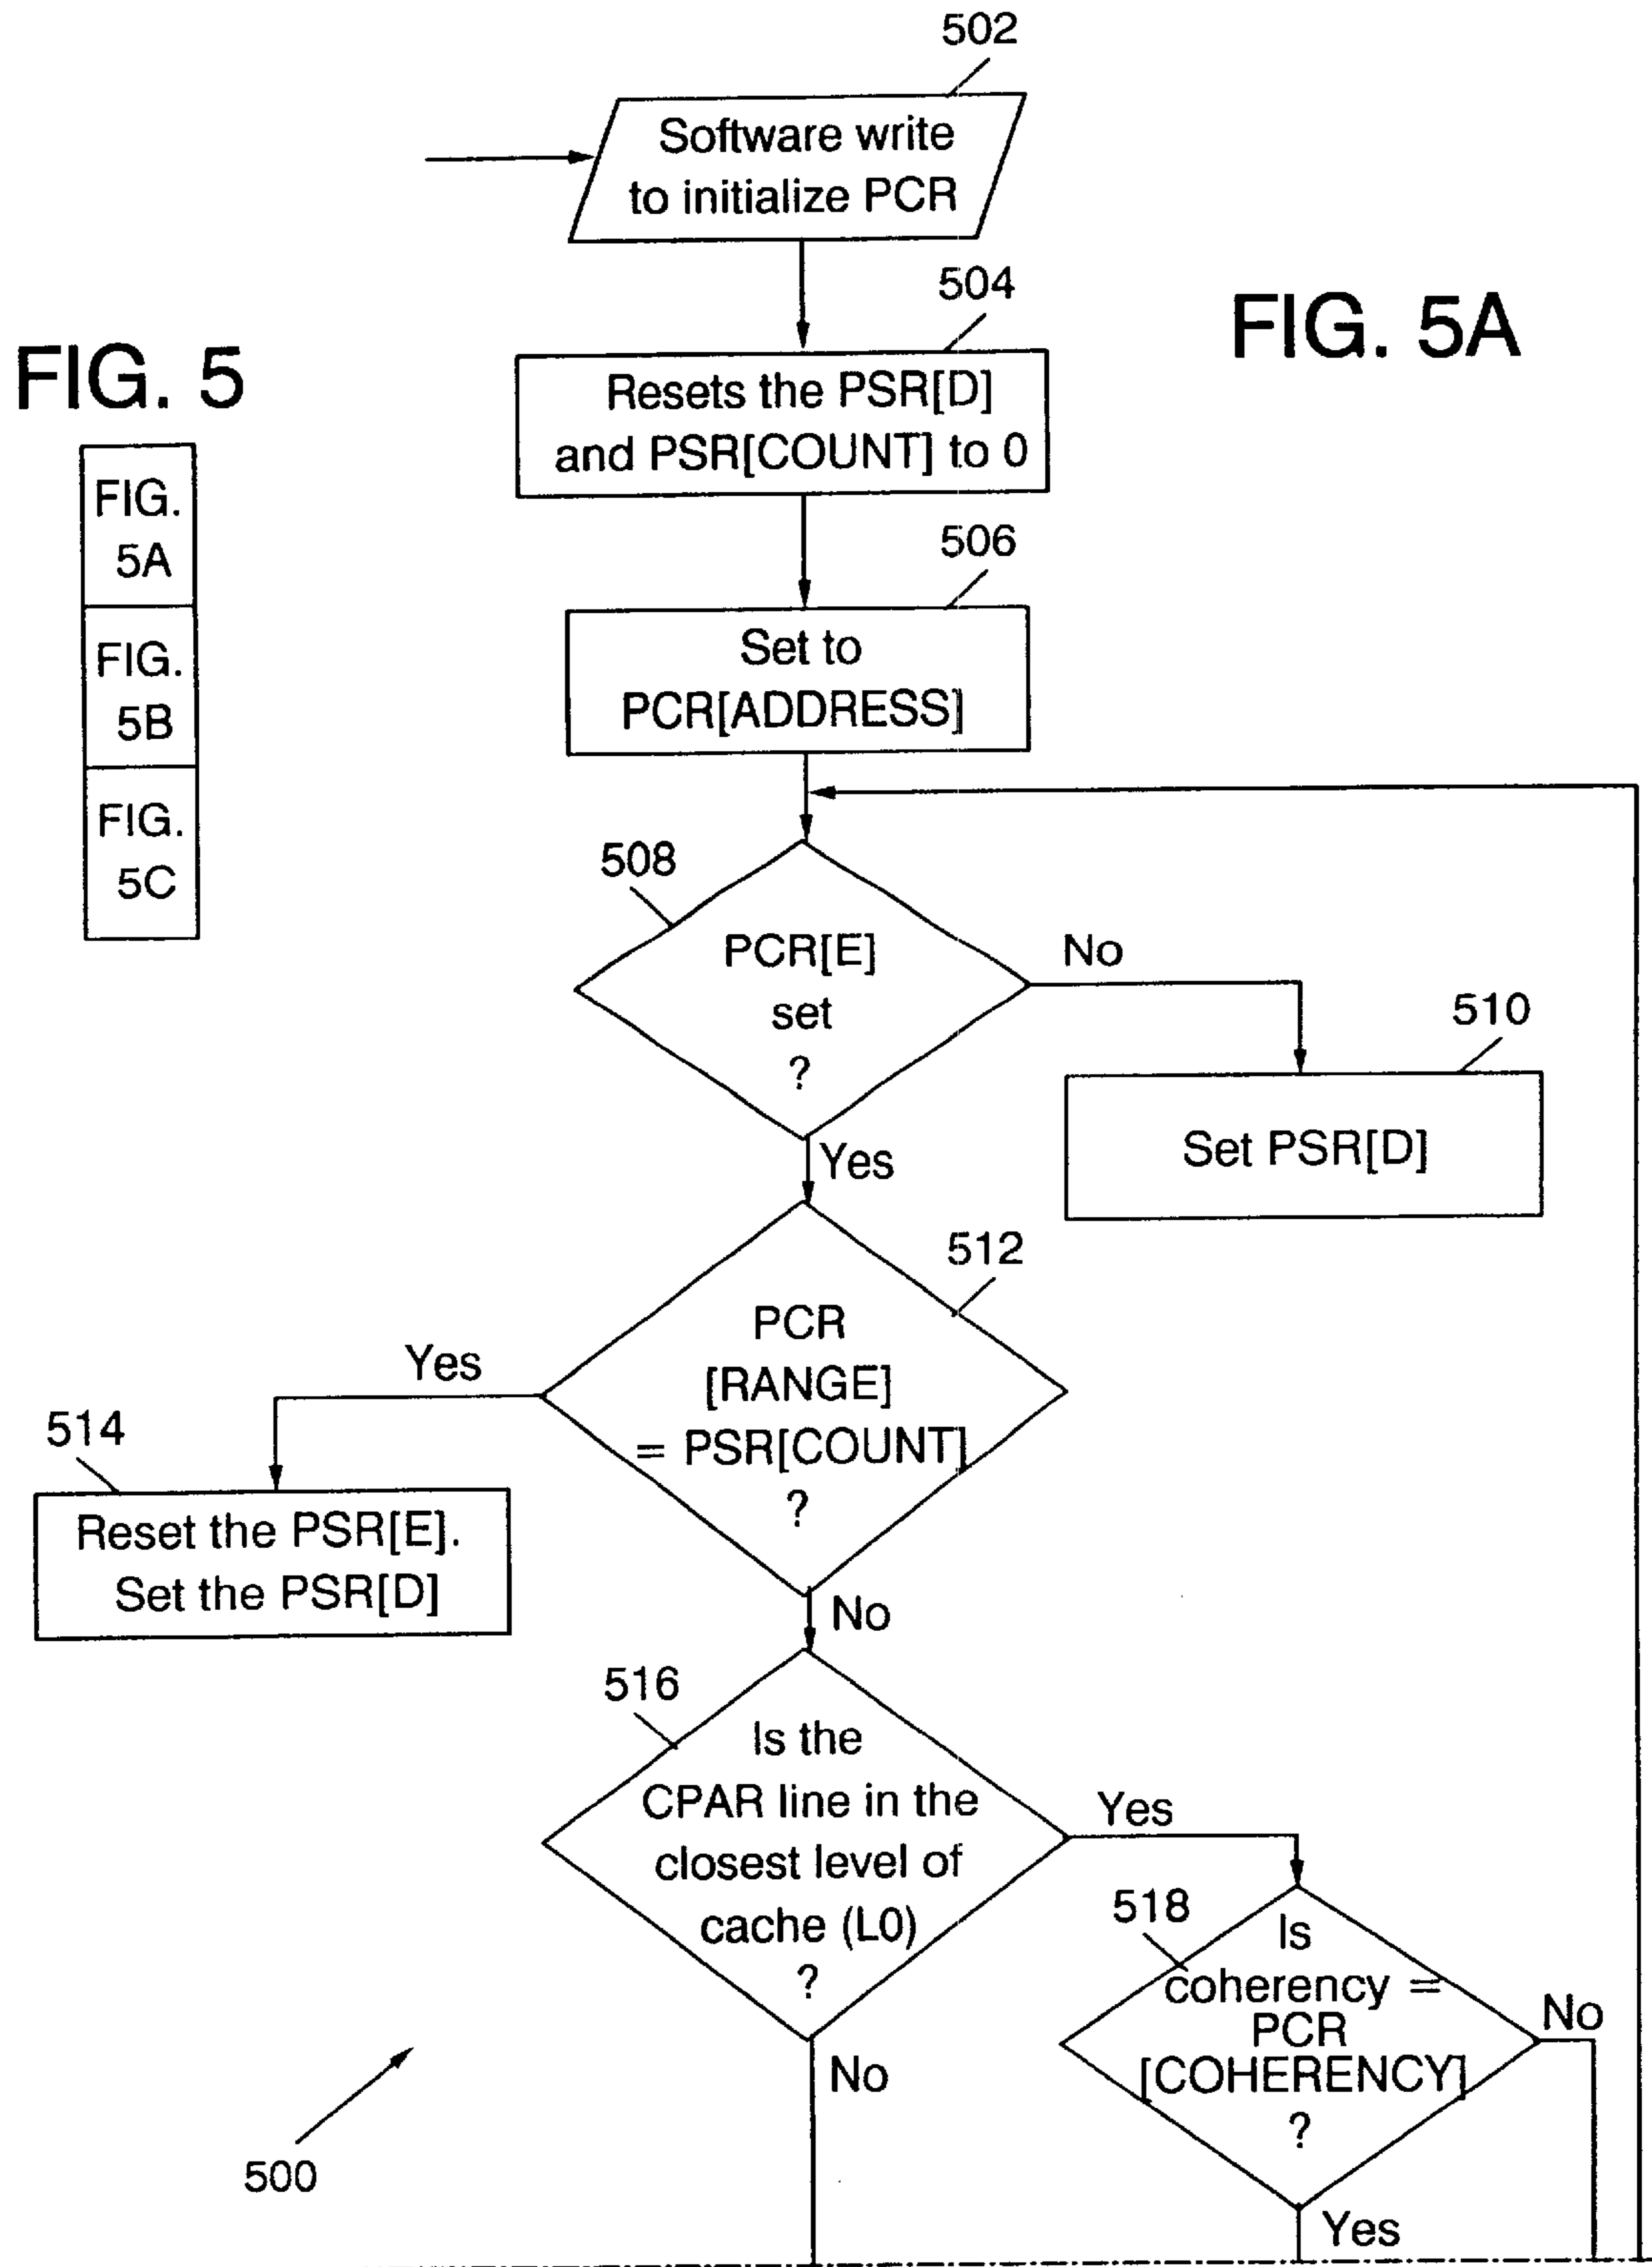 502
Software write
to initialize PCR
504
FIG. 5A
FIG. 5
Resets the PSR[D]
and PSR[COUNT] to 0
FIG.
5A
FIG.
5B
FIG.
5C
506
Set to
PCR[ADDRESS]
508
PCR[E]
set
?
No
510
Set PSR[D]
Yes
512
PCR
[RANGE]
= PSR[COUNT]
?
Yes
514
Reset the PSR[E].
Set the PSR[D]
No
516
Is the
CPAR line in the
closest level of
cache (L0)
?
Yes
518
Is
coherency =
PCR
[COHERENCY]
?
No
No
Yes
500